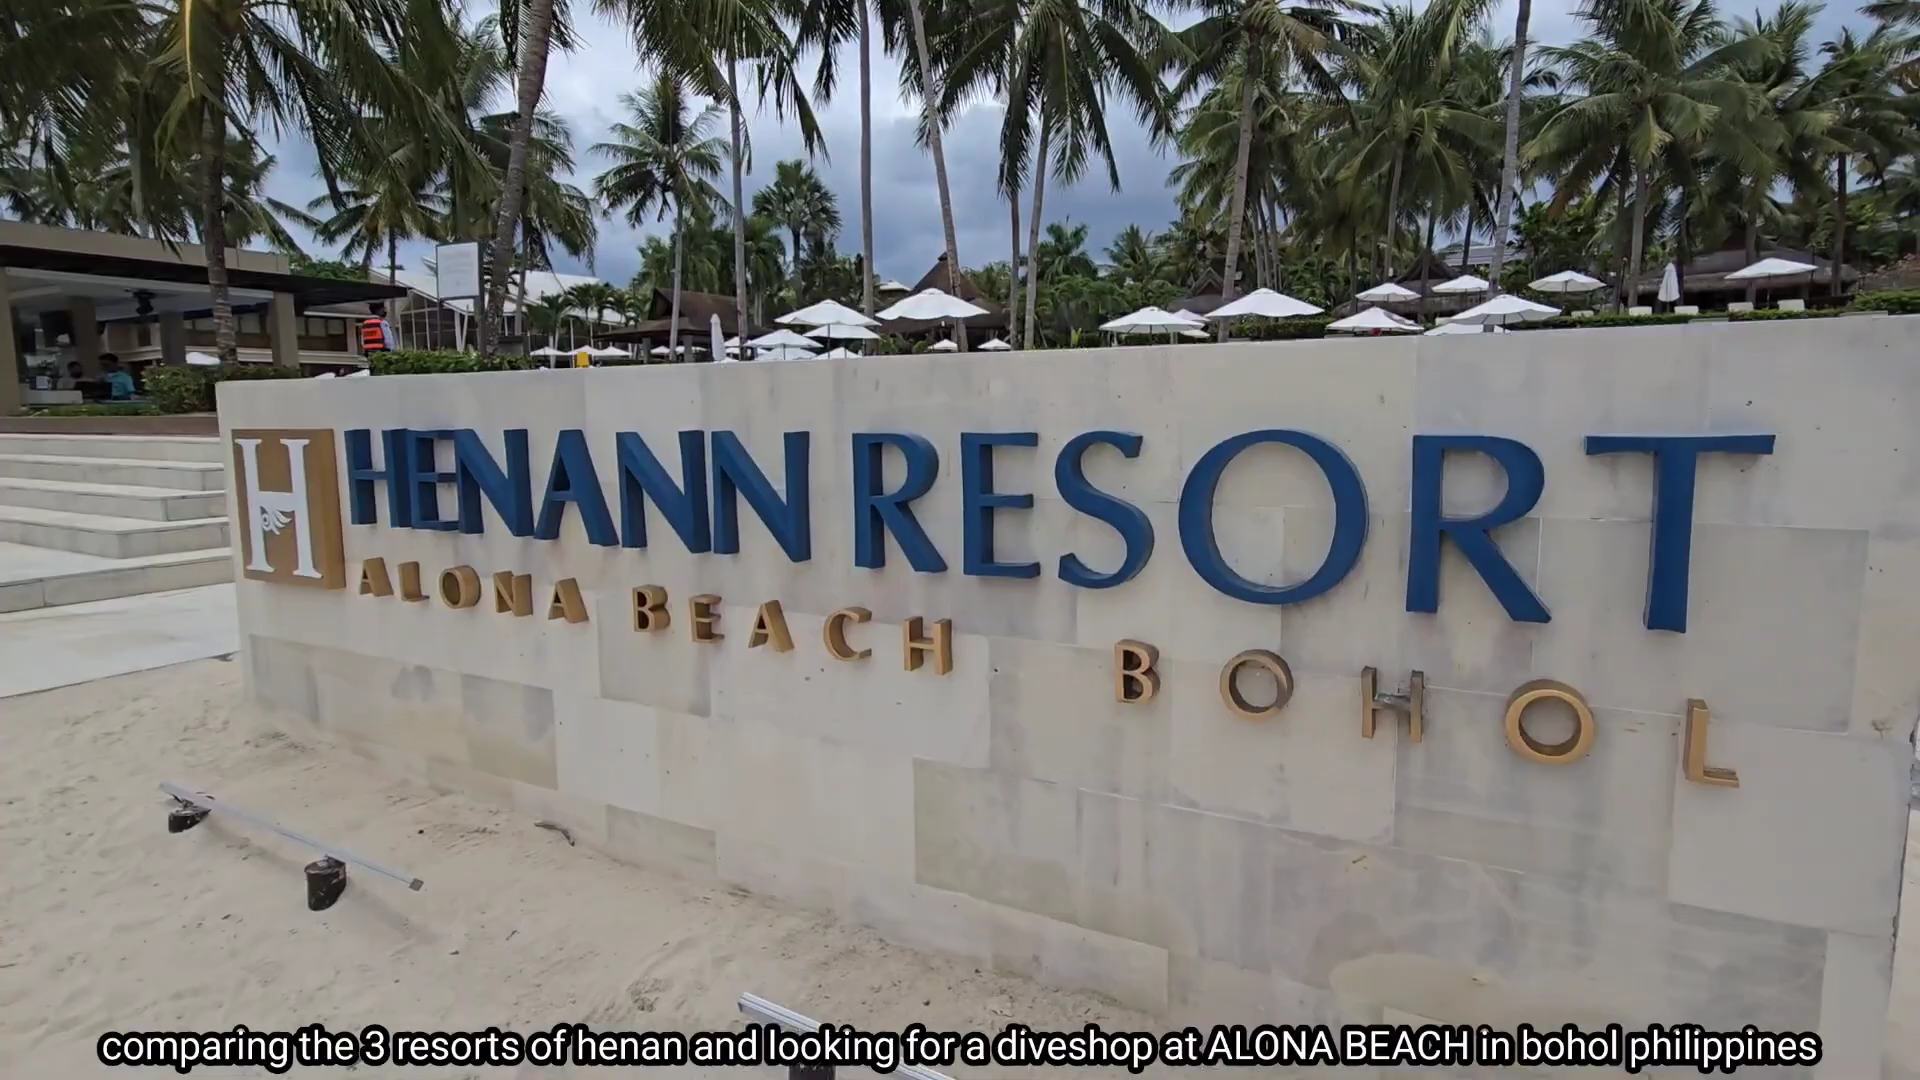 H HENANN RESORT
ALONA BEACH BOHOL
comparing the 3 resorts of henan and looking for a diveshop at ALONA BEACH in bohol philippines